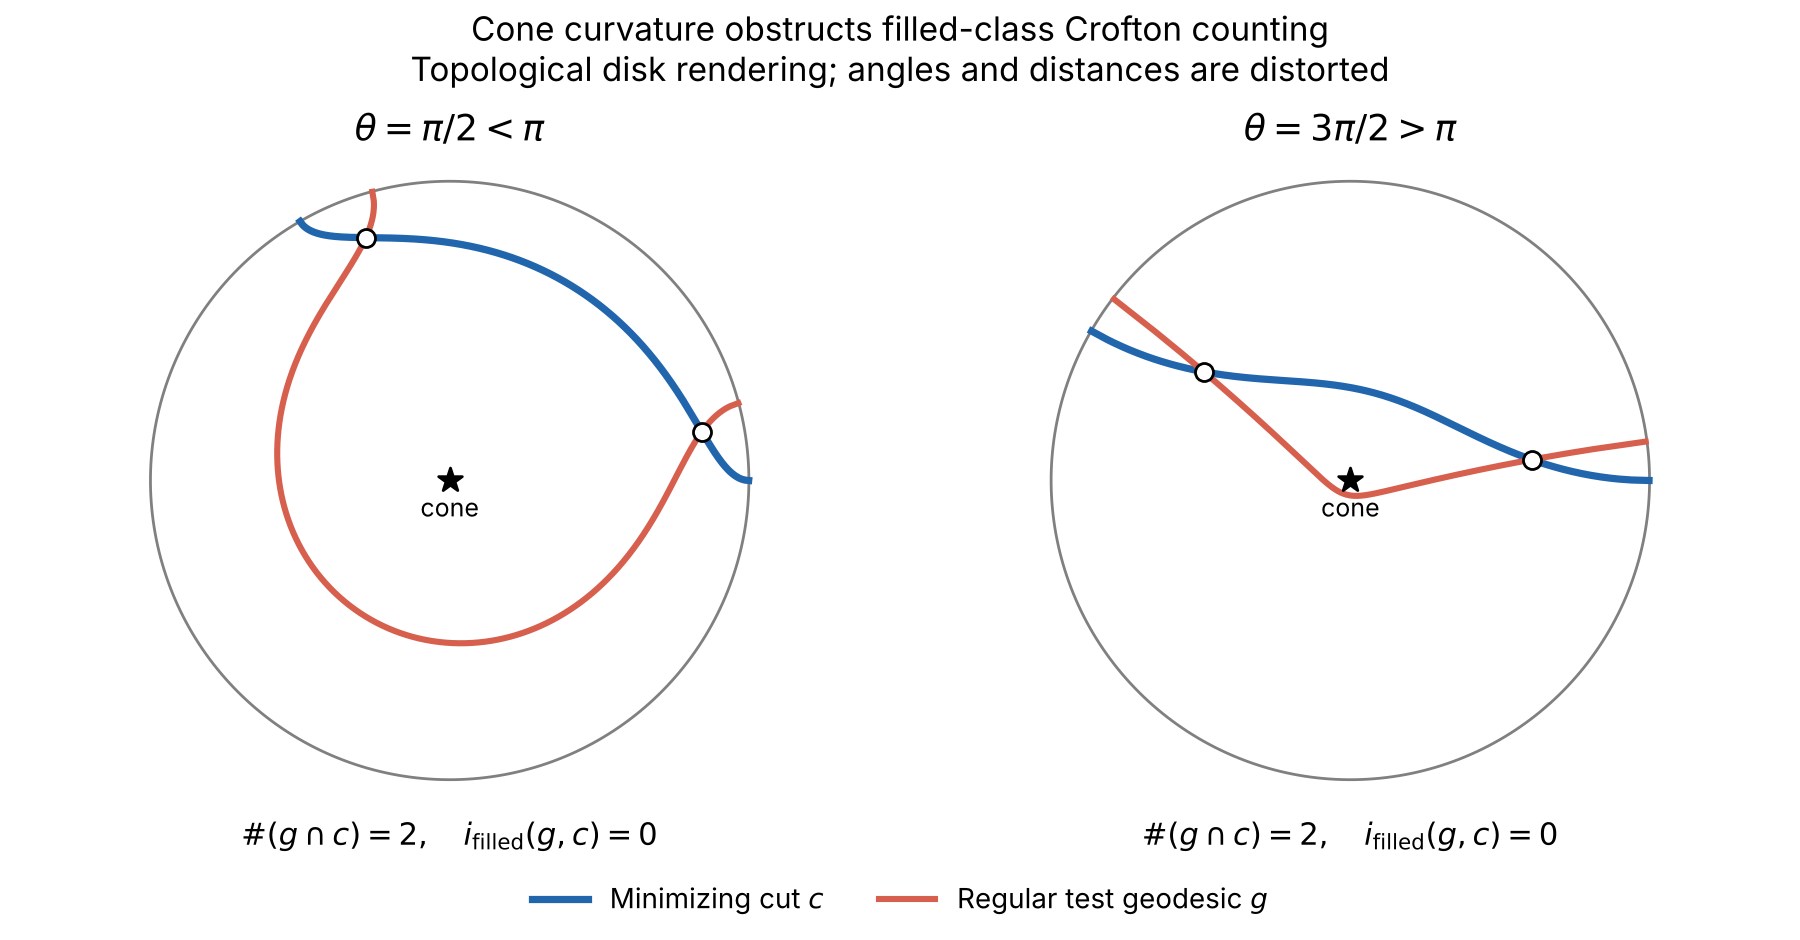 Cone curvature obstructs filled-class Crofton counting
Topological disk rendering; angles and distances are distorted
θ = π/2 < π
θ = 3π/2 > π
cone
cone
#(g ∩ c) = 2, i_filled(g, c) = 0
#(g ∩ c) = 2, i_filled(g, c) = 0
Minimizing cut c
Regular test geodesic g